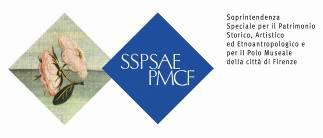 SSPSAE
PMCF
Soprintendenza
Speciale per il Patrimonio
Storico, Artistico
ed Etnoantropologico e
per il Polo Museale
della città di Firenze